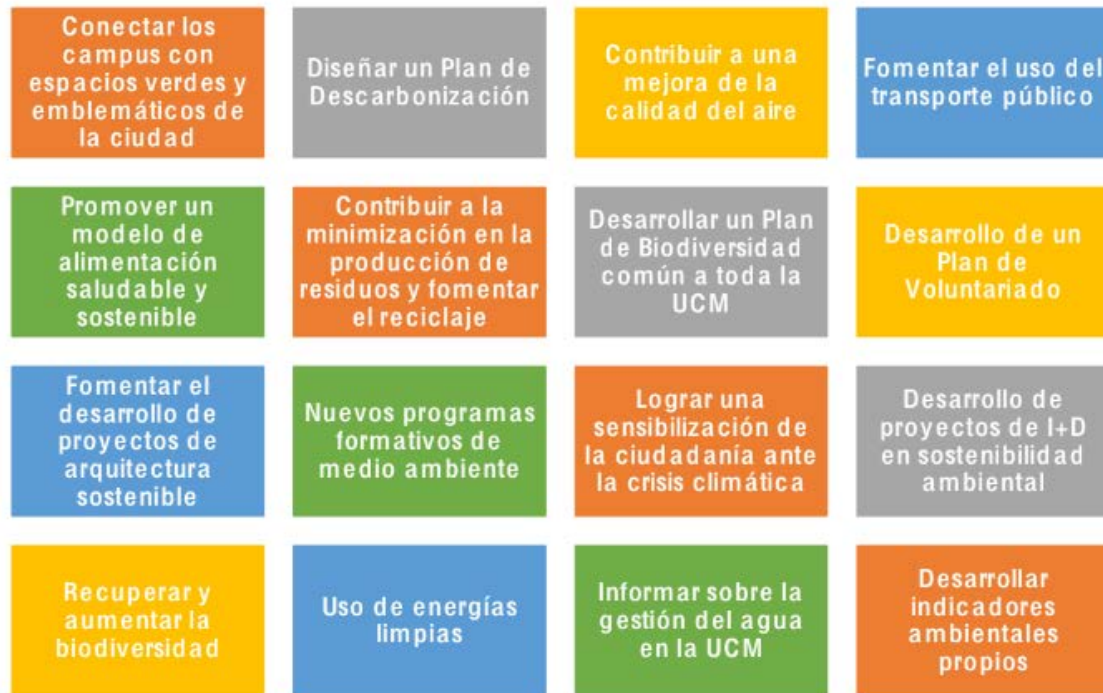 Conectar los
campus con
espacios verdes y
emblemáticos de
la ciudad
Diseñar un Plan de
Descarbonización
Contribuir a una
mejora de la
calidad del aire
Fomentar el uso del
transporte público
Promover un
modelo de
alimentación
saludable y
sostenible
Contribuir a la
minimización en la
producción de
residuos y fomentar
el reciclaje
Desarrollar un Plan
de Biodiversidad
común a toda la
UCM
Desarrollo de un
Plan de
Voluntariado
Fomentar el
desarrollo de
proyectos de
arquitectura
sostenible
Nuevos programas
formativos de
medio ambiente
Lograr una
sensibilización de
la ciudadanía ante
la crisis climática
Desarrollo de
proyectos de I+D
en sostenibilidad
ambiental
Recuperar y
aumentar la
biodiversidad
Uso de energías
limpias
Informar sobre la
gestión del agua
en la UCM
Desarrollar
indicadores
ambientales
propios